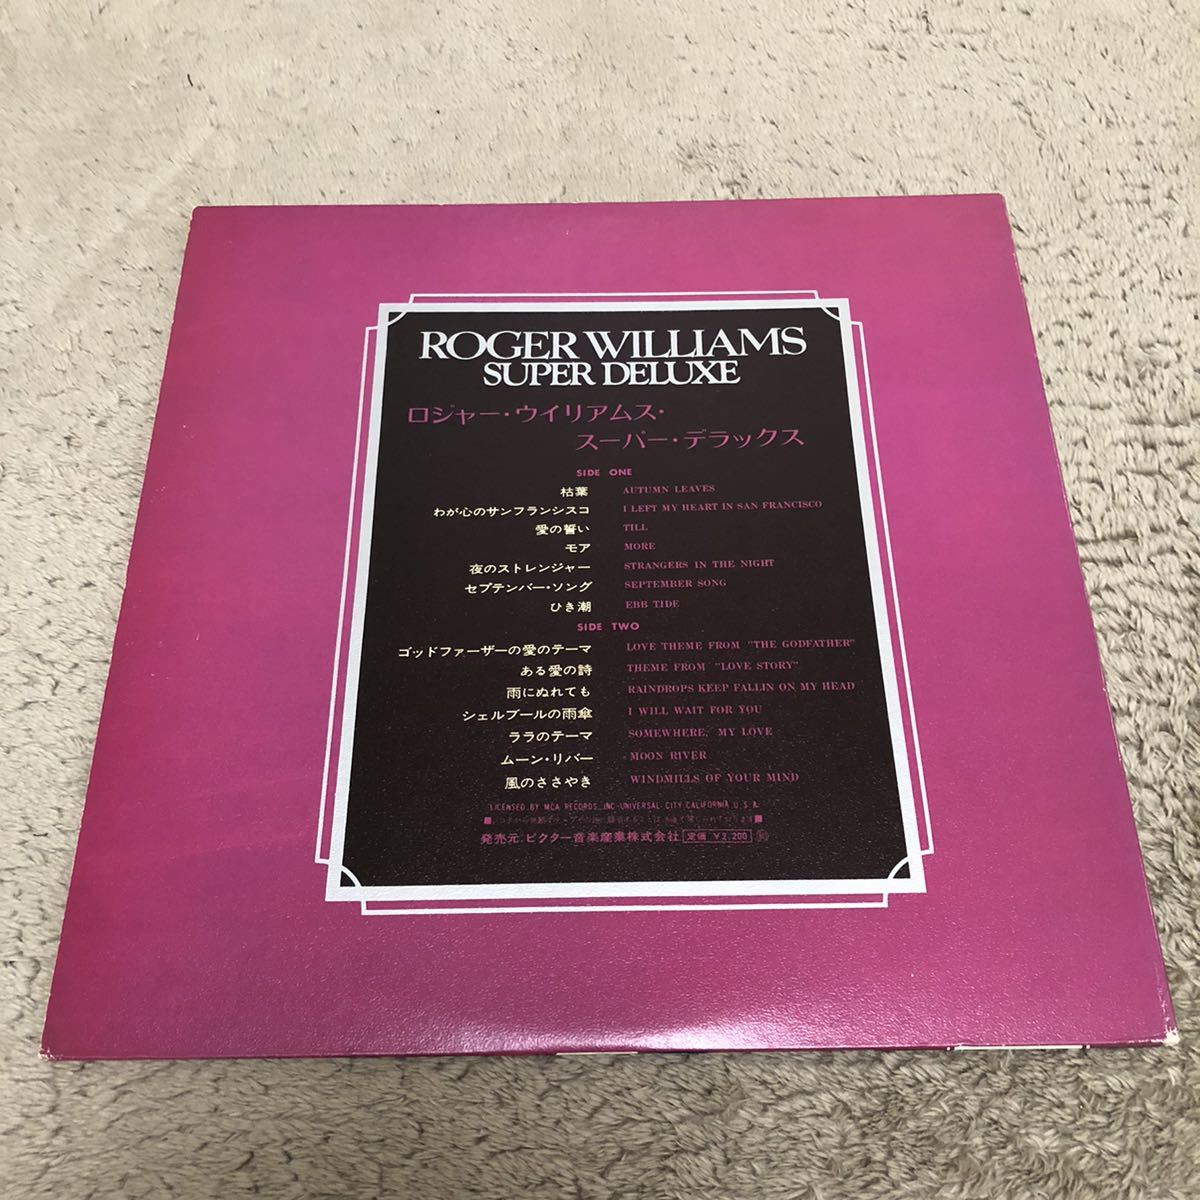 ROGER WILLIAMS
SUPER DELUXE
ロジャー・ウイリアムス・
スーパー・デラックス
SIDE ONE
枯葉 AUTUMN LEAVES
わが心のサンフランシスコ I LEFT MY HEART IN SAN FRANCISCO
愛の誓い TILL
モア MORE
夜のストレンジャー STRANGERS IN THE NIGHT
セプテンバー・ソング SEPTEMBER SONG
ひき潮 EBB TIDE
SIDE TWO
ゴッドファーザーの愛のテーマ LOVE THEME FROM "THE GODFATHER"
ある愛の詩 THEME FROM "LOVE STORY"
雨にぬれても RAINDROPS KEEP FALLIN ON MY HEAD
シェルブールの雨傘 I WILL WAIT FOR YOU
ララのテーマ SOMEWHERE, MY LOVE
ムーン・リバー MOON RIVER
風のささやき WINDMILLS OF YOUR MIND
LICENSED BY MCA RECORDS, INC. UNIVERSAL CITY, CALIFORNIA, U.S.A.
発売元:ビクター音楽産業株式会社 定価 ¥2,200